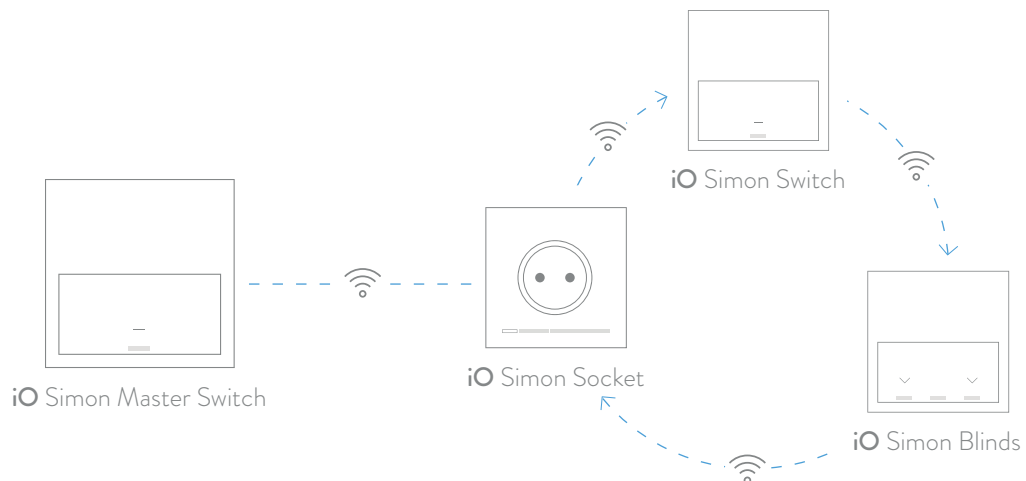 iO Simon Switch
iO Simon Master Switch
iO Simon Socket
iO Simon Blinds